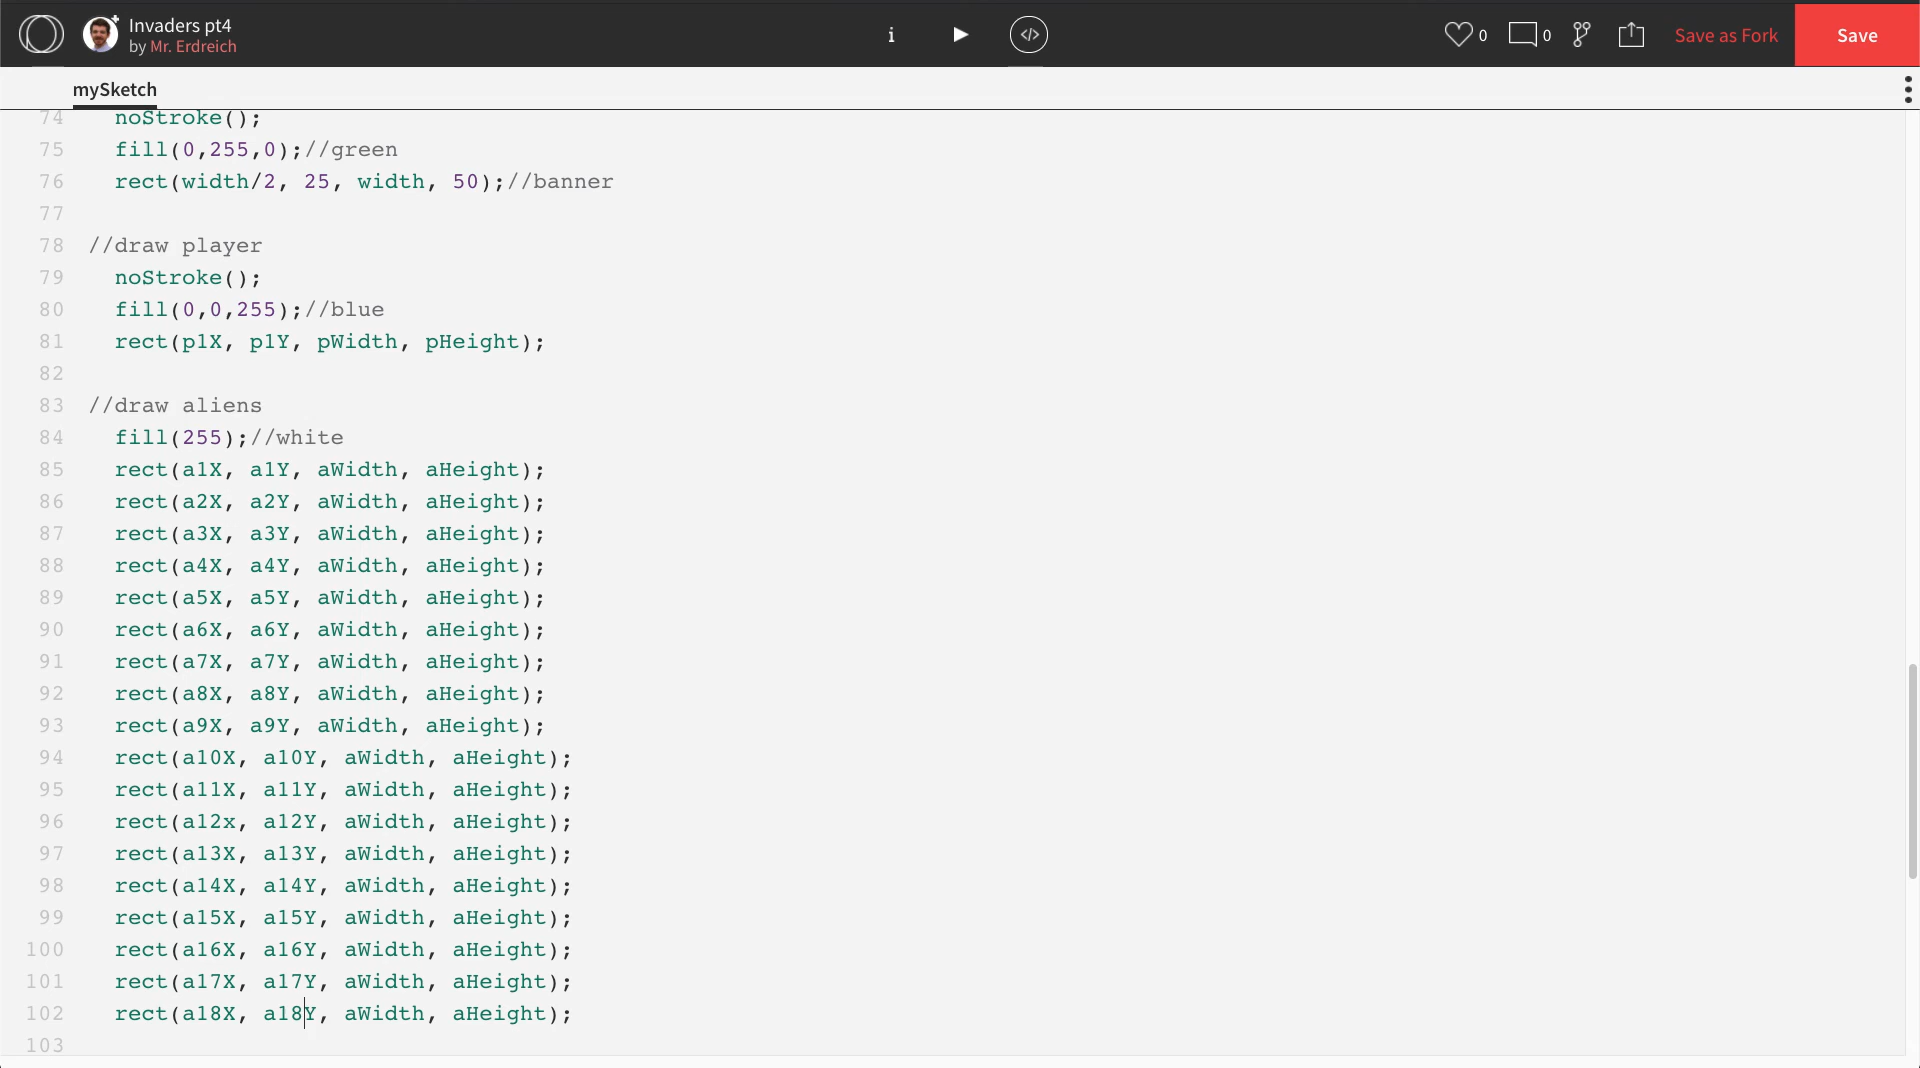 Invaders pt4
by Mr. Erdreich
i
</>
0
0
Save as Fork
Save
mySketch
74 noStroke();
75 fill(0,255,0);//green
76 rect(width/2, 25, width, 50);//banner
77
78 //draw player
79 noStroke();
80 fill(0,0,255);//blue
81 rect(p1X, p1Y, pWidth, pHeight);
82
83 //draw aliens
84 fill(255);//white
85 rect(a1X, a1Y, aWidth, aHeight);
86 rect(a2X, a2Y, aWidth, aHeight);
87 rect(a3X, a3Y, aWidth, aHeight);
88 rect(a4X, a4Y, aWidth, aHeight);
89 rect(a5X, a5Y, aWidth, aHeight);
90 rect(a6X, a6Y, aWidth, aHeight);
91 rect(a7X, a7Y, aWidth, aHeight);
92 rect(a8X, a8Y, aWidth, aHeight);
93 rect(a9X, a9Y, aWidth, aHeight);
94 rect(a10X, a10Y, aWidth, aHeight);
95 rect(a11X, a11Y, aWidth, aHeight);
96 rect(a12x, a12Y, aWidth, aHeight);
97 rect(a13X, a13Y, aWidth, aHeight);
98 rect(a14X, a14Y, aWidth, aHeight);
99 rect(a15X, a15Y, aWidth, aHeight);
100 rect(a16X, a16Y, aWidth, aHeight);
101 rect(a17X, a17Y, aWidth, aHeight);
102 rect(a18X, a18Y, aWidth, aHeight);
103